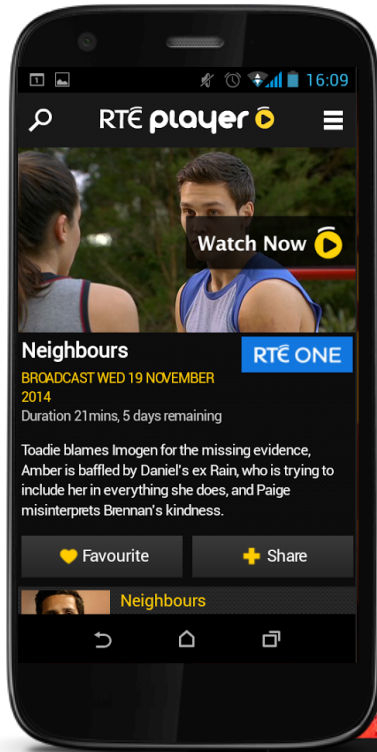 1
16:09
RTÉ player
Watch Now
Neighbours
RTÉ ONE
BROADCAST WED 19 NOVEMBER
2014
Duration 21mins, 5 days remaining
Toadie blames Imogen for the missing evidence,
Amber is baffled by Daniel's ex Rain, who is trying to
include her in everything she does, and Paige
misinterprets Brennan's kindness.
Favourite
Share
Neighbours